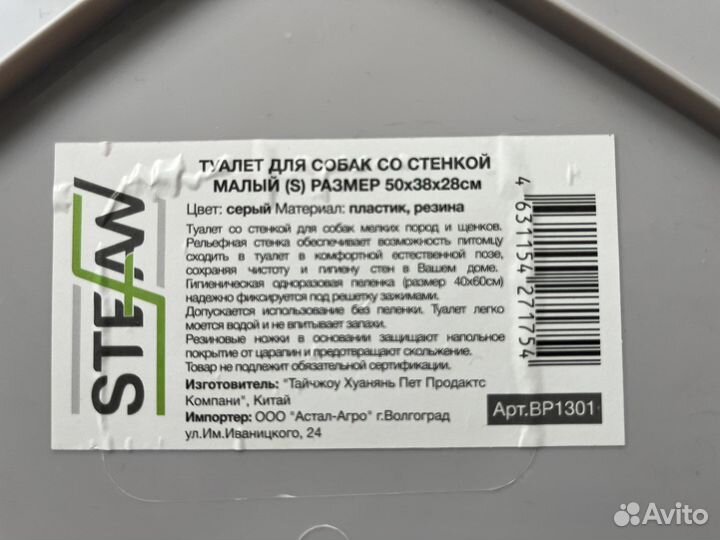 STEFAN
ТУАЛЕТ ДЛЯ СОБАК СО СТЕНКОЙ
МАЛЫЙ (S) РАЗМЕР 50х38х28см
Цвет: серый Материал: пластик, резина
Туалет со стенкой для собак мелких пород и щенков.
Рельефная стенка обеспечивает возможность питомцу
сходить в туалет в комфортной естественной позе,
сохраняя чистоту и гигиену стен в Вашем доме.
Гигиеническая одноразовая пеленка (размер 40х60см)
надежно фиксируется под решетку зажимами.
Допускается использование без пеленки. Туалет легко
моется водой и не впитывает запахи.
Резиновые ножки в основании защищают напольное
покрытие от царапин и предотвращают скольжение.
Товар не подлежит обязательной сертификации.
Изготовитель: "Тайчжоу Хуанянь Пет Продактс
Компани", Китай
Импортер: ООО "Астал-Агро" г.Волгоград
ул.Им.Иваницкого, 24
4 631154 271754
Арт.BP1301
Avito